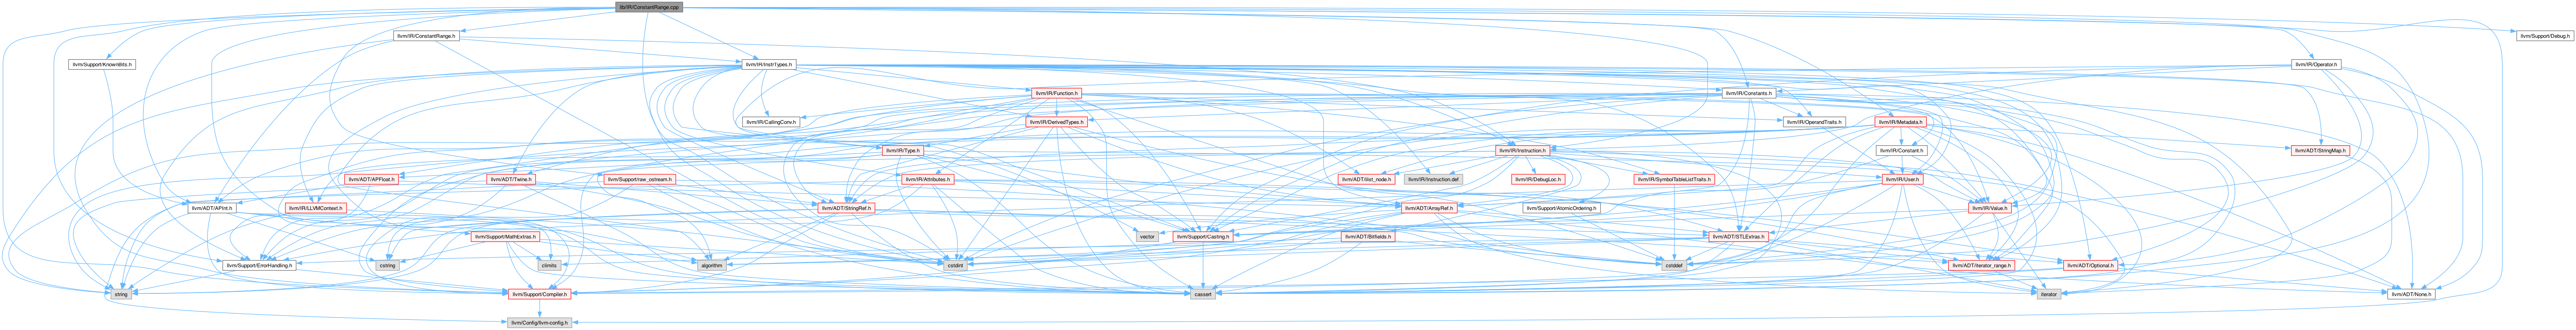 lib/IR/ConstantRange.cpp
llvm/IR/ConstantRange.h
llvm/Support/Debug.h
llvm/Support/KnownBits.h
llvm/IR/InstrTypes.h
llvm/IR/Operator.h
llvm/IR/Function.h
llvm/IR/Constants.h
llvm/IR/CallingConv.h
llvm/IR/DerivedTypes.h
llvm/IR/OperandTraits.h
llvm/IR/Metadata.h
llvm/IR/Type.h
llvm/IR/Instruction.h
llvm/IR/Constant.h
llvm/ADT/StringMap.h
llvm/ADT/APFloat.h
llvm/ADT/Twine.h
llvm/Support/raw_ostream.h
llvm/IR/Attributes.h
llvm/ADT/ilist_node.h
llvm/IR/Instruction.def
llvm/IR/DebugLoc.h
llvm/IR/SymbolTableListTraits.h
llvm/IR/User.h
llvm/ADT/APInt.h
llvm/IR/LLVMContext.h
llvm/ADT/StringRef.h
llvm/ADT/ArrayRef.h
llvm/Support/AtomicOrdering.h
llvm/IR/Value.h
llvm/Support/MathExtras.h
vector
llvm/Support/Casting.h
llvm/ADT/Bitfields.h
llvm/ADT/STLExtras.h
llvm/Support/ErrorHandling.h
cstring
climits
algorithm
cstdint
cstddef
llvm/ADT/iterator_range.h
llvm/ADT/Optional.h
string
llvm/Support/Compiler.h
cassert
iterator
llvm/ADT/None.h
llvm/Config/llvm-config.h